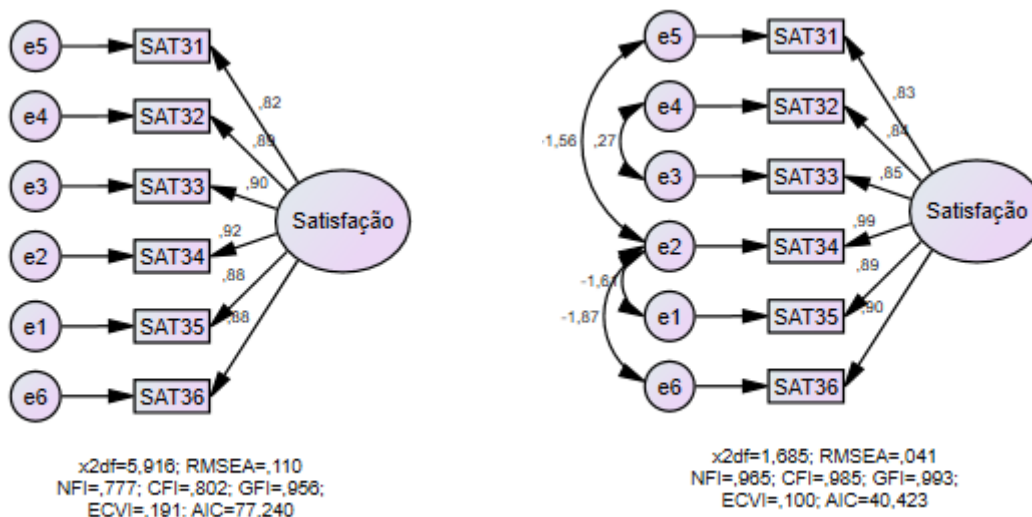 e5 SAT31
,82
e4 SAT32
,89
e3 SAT33
,90
Satisfação
e2 SAT34
,92
,88
e1 SAT35
,88
e6 SAT36
x2df=5,916; RMSEA=,110
NFI=,777; CFI=,802; GFI=,956;
ECVI=,191; AIC=77,240
e5 SAT31
,83
e4 SAT32
-1,56 ,27 ,84
e3 SAT33
,85
Satisfação
e2 SAT34
,99
-1,61 ,89
e1 SAT35
-1,87 ,90
e6 SAT36
x2df=1,685; RMSEA=,041
NFI=,965; CFI=,985; GFI=,993;
ECVI=,100; AIC=40,423